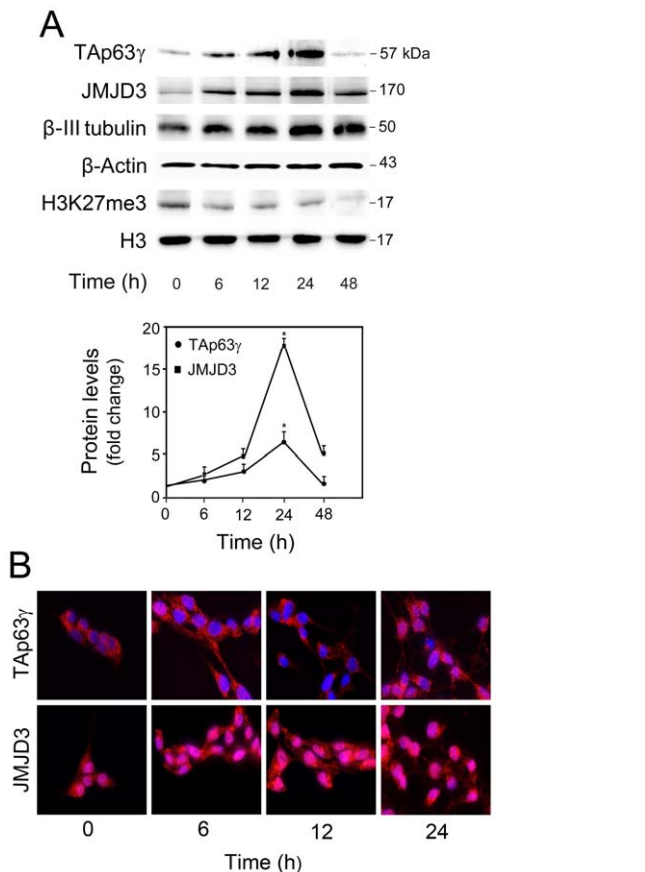 A
TAp63γ
57 kDa
JMJD3
170
β-III tubulin
50
β-Actin
43
H3K27me3
17
H3
17
Time (h) 0 6 12 24 48
20
15
10
5
0
Protein levels
(fold change)
TAp63γ
JMJD3
*
*
0 6 12 24 48
Time (h)
B
TAp63γ
JMJD3
0 6 12 24
Time (h)